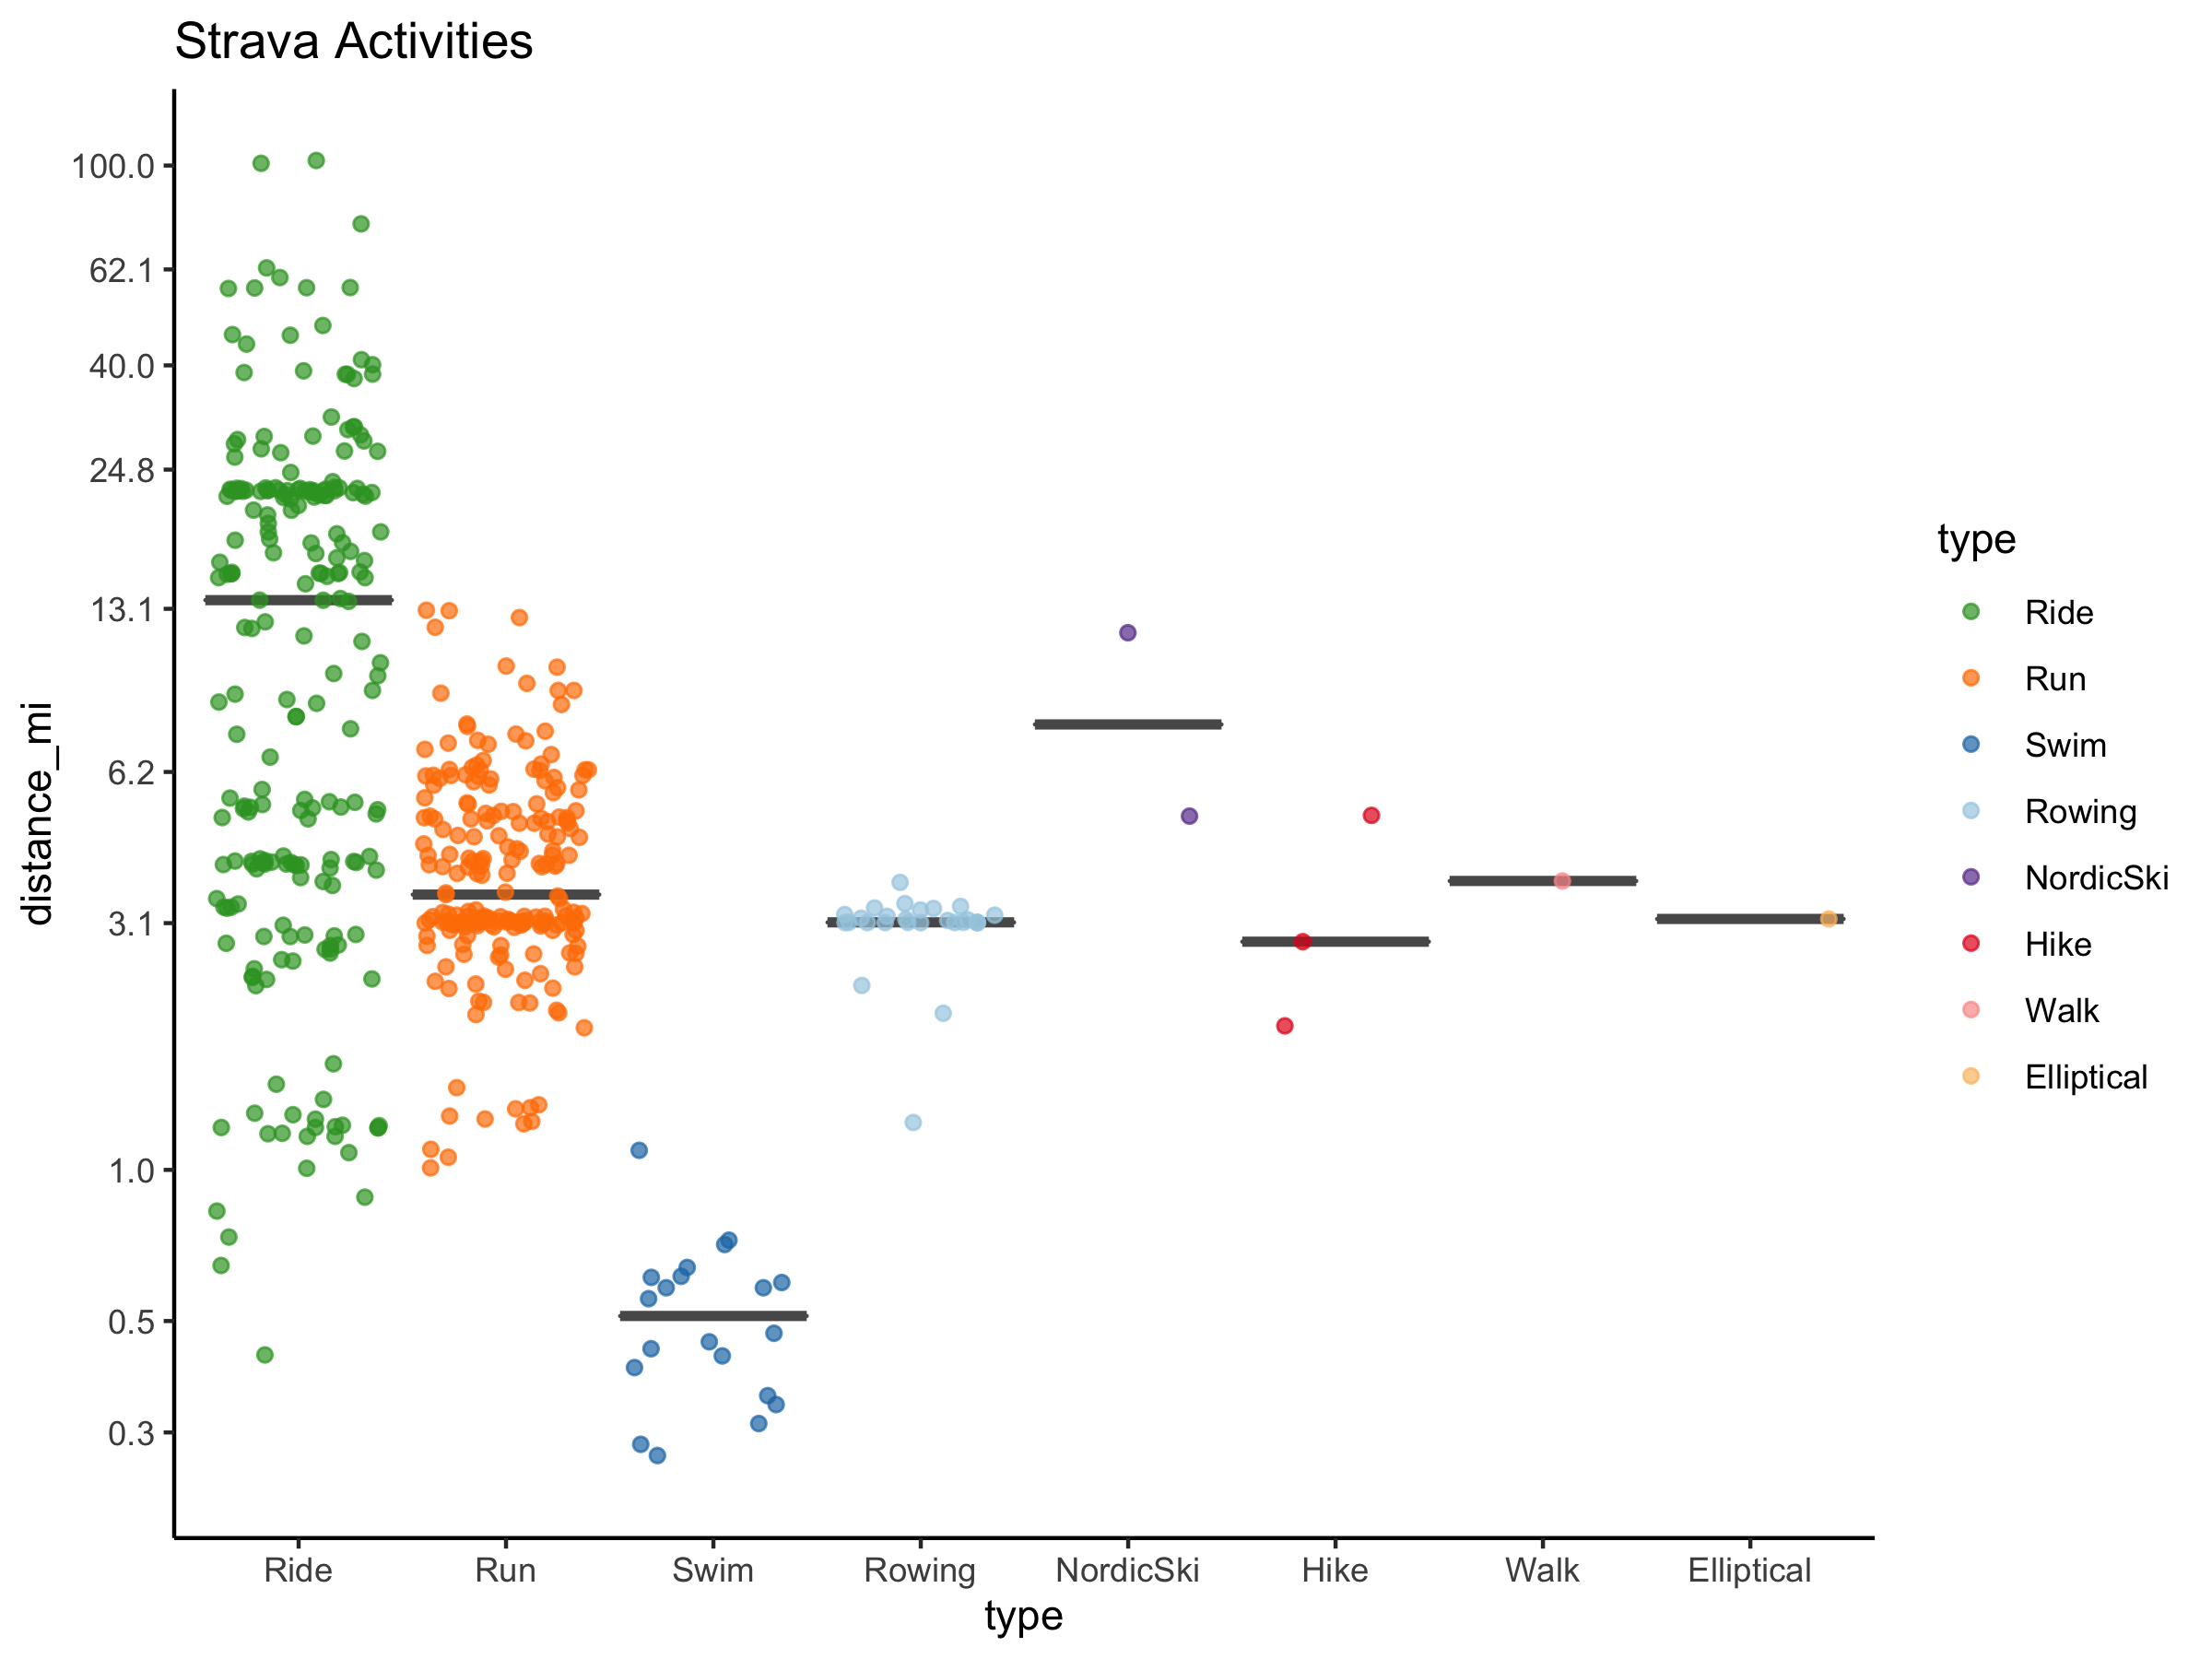 Strava Activities
distance_mi
100.0
62.1
40.0
24.8
13.1
6.2
3.1
1.0
0.5
0.3
Ride Run Swim Rowing NordicSki Hike Walk Elliptical
type
type
Ride
Run
Swim
Rowing
NordicSki
Hike
Walk
Elliptical